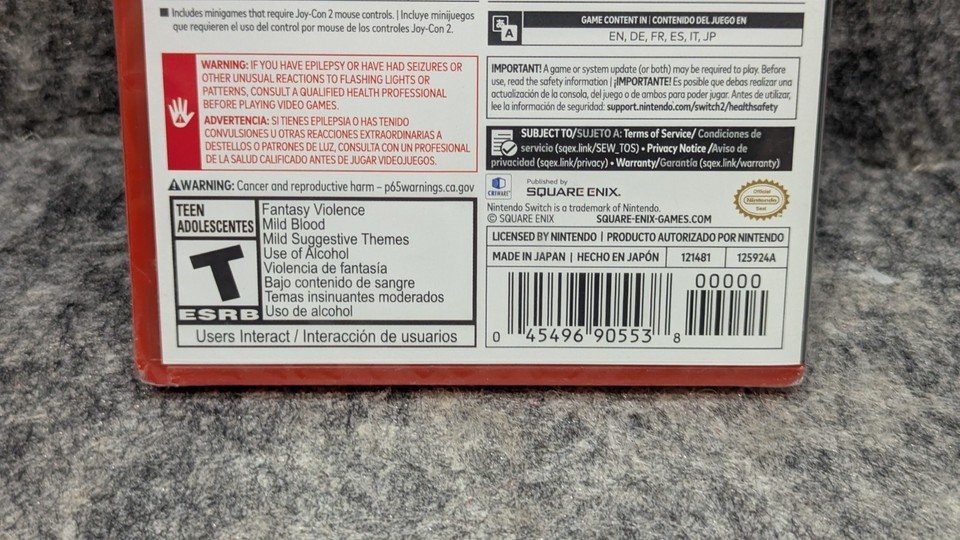 ■ Includes minigames that require Joy-Con 2 mouse controls. | Incluye minijuegos
que requieren el uso del control por mouse de los controles Joy-Con 2.
WARNING: IF YOU HAVE EPILEPSY OR HAVE HAD SEIZURES OR
OTHER UNUSUAL REACTIONS TO FLASHING LIGHTS OR
PATTERNS, CONSULT A QUALIFIED HEALTH PROFESSIONAL
BEFORE PLAYING VIDEO GAMES.
ADVERTENCIA: SI TIENES EPILEPSIA O HAS TENIDO
CONVULSIONES U OTRAS REACCIONES EXTRAORDINARIAS A
DESTELLOS O PATRONES DE LUZ, CONSULTA CON UN PROFESIONAL
DE LA SALUD CALIFICADO ANTES DE JUGAR VIDEOJUEGOS.
⚠WARNING: Cancer and reproductive harm – p65warnings.ca.gov
TEEN
ADOLESCENTES
T
ESRB
Fantasy Violence
Mild Blood
Mild Suggestive Themes
Use of Alcohol
Violencia de fantasía
Bajo contenido de sangre
Temas insinuantes moderados
Uso de alcohol
Users Interact / Interacción de usuarios
A
GAME CONTENT IN | CONTENIDO DEL JUEGO EN
EN, DE, FR, ES, IT, JP
IMPORTANT! A game or system update (or both) may be required to play. Before
use, read the safety information | ¡IMPORTANTE! Es posible que debas realizar una
actualización de la consola, del juego o de ambos para poder jugar. Antes de utilizar,
lee la información de seguridad: support.nintendo.com/switch2/healthsafety
SUBJECT TO/SUJETO A: Terms of Service/ Condiciones de
servicio (sqex.link/SEW_TOS) • Privacy Notice /Aviso de
privacidad (sqex.link/privacy) • Warranty/Garantía (sqex.link/warranty)
CRIWARE
Published by
SQUARE ENIX.
Official
Nintendo
Seal
Nintendo Switch is a trademark of Nintendo.
© SQUARE ENIX SQUARE-ENIX-GAMES.COM
LICENSED BY NINTENDO | PRODUCTO AUTORIZADO POR NINTENDO
MADE IN JAPAN | HECHO EN JAPÓN 121481 125924A
00000
0 45496 90553 8